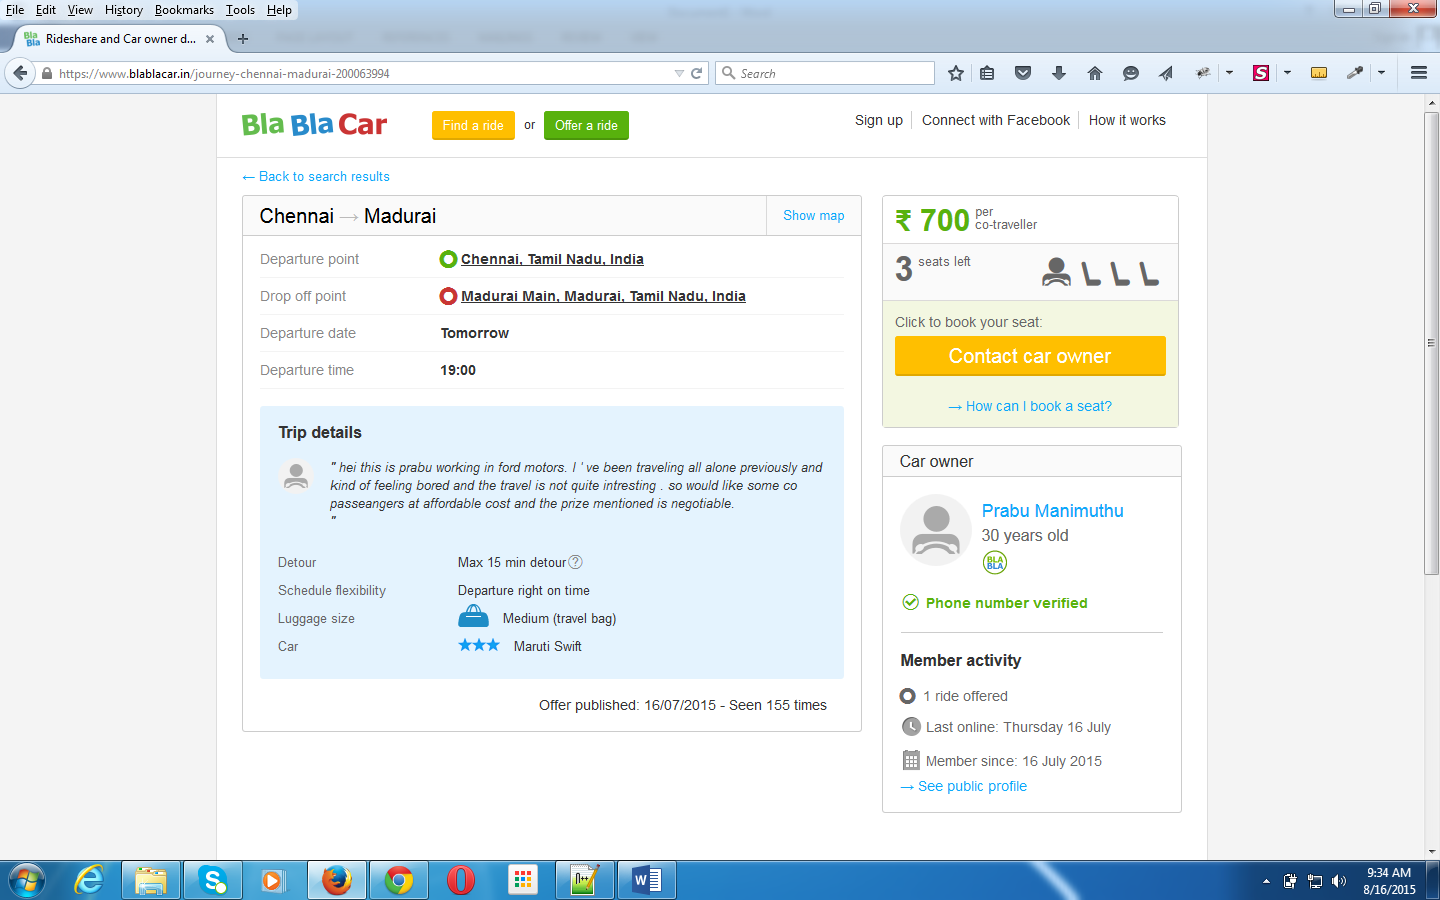 File Edit View History Bookmarks Tools Help
Bla Bla Rideshare and Car owner d...
https://www.blablacar.in/journey-chennai-madurai-200063994
Search
Bla Bla Car
Find a ride or Offer a ride
Sign up Connect with Facebook How it works
← Back to search results
Chennai → Madurai
Show map
Departure point Chennai, Tamil Nadu, India
Drop off point Madurai Main, Madurai, Tamil Nadu, India
Departure date Tomorrow
Departure time 19:00
Trip details
" hei this is prabu working in ford motors. I ' ve been traveling all alone previously and
kind of feeling bored and the travel is not quite intresting . so would like some co
passeangers at affordable cost and the prize mentioned is negotiable.
"
Detour Max 15 min detour ?
Schedule flexibility Departure right on time
Luggage size Medium (travel bag)
Car Maruti Swift
Offer published: 16/07/2015 - Seen 155 times
₹ 700 per
co-traveller
3 seats left
Click to book your seat:
Contact car owner
→ How can I book a seat?
Car owner
Prabu Manimuthu
30 years old
BLA BLA
Phone number verified
Member activity
1 ride offered
Last online: Thursday 16 July
Member since: 16 July 2015
→ See public profile
9:34 AM
8/16/2015